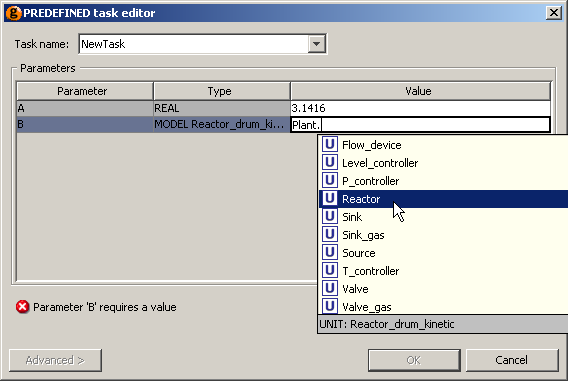 PREDEFINED task editor
Task name: NewTask
Parameters
Parameter Type Value
A REAL 3.1416
B MODEL Reactor_drum_ki... Plant.
U Flow_device
U Level_controller
U P_controller
U Reactor
U Sink
U Sink_gas
U Source
U T_controller
U Valve
U Valve_gas
UNIT: Reactor_drum_kinetic
Parameter 'B' requires a value
Advanced > OK Cancel